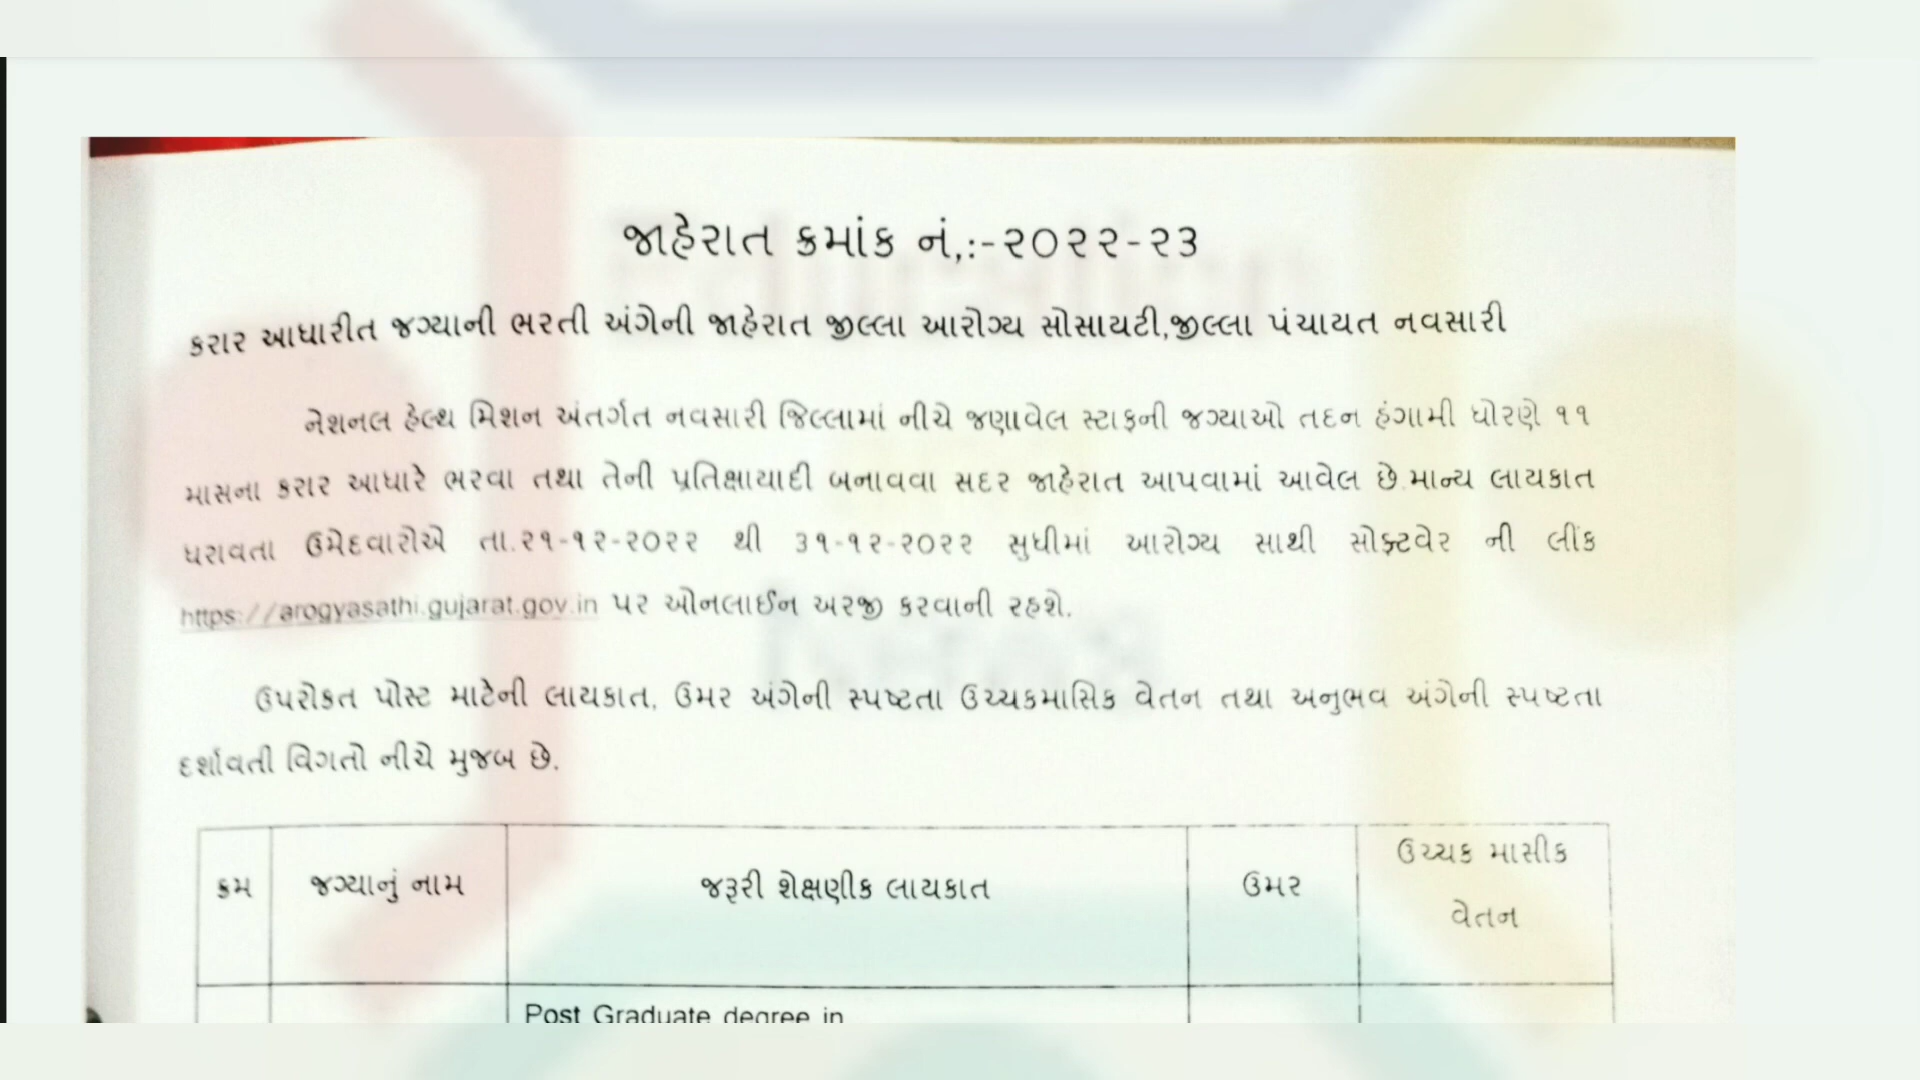 જાહેરાત ક્રમાંક નં,:-૨૦૨૨-૨૩
કરાર આધારીત જગ્યાની ભરતી અંગેની જાહેરાત જીલ્લા આરોગ્ય સોસાયટી,જીલ્લા પંચાયત નવસારી
નેશનલ હેલ્થ મિશન અંતર્ગત નવસારી જિલ્લામાં નીચે જણાવેલ સ્ટાફની જગ્યાઓ તદન હંગામી ધોરણે ૧૧
માસના કરાર આધારે ભરવા તથા તેની પ્રતિક્ષાયાદી બનાવવા સદર જાહેરાત આપવામાં આવેલ છે.માન્ય લાયકાત
ધરાવતા ઉમેદવારોએ તા.૨૧-૧૨-૨૦૨૨ થી ૩૧-૧૨-૨૦૨૨ સુધીમાં આરોગ્ય સાથી સોફ્ટવેર ની લીંક
https://arogyasathi.gujarat.gov.in પર ઓનલાઈન અરજી કરવાની રહશે.
ઉપરોકત પોસ્ટ માટેની લાયકાત, ઉમર અંગેની સ્પષ્ટતા ઉચ્ચકમાસિક વેતન તથા અનુભવ અંગેની સ્પષ્ટતા
દર્શાવતી વિગતો નીચે મુજબ છે.
ક્રમ જગ્યાનું નામ જરૂરી શેક્ષણીક લાયકાત ઉમર ઉચ્ચક માસીક
વેતન
Post Graduate degree in